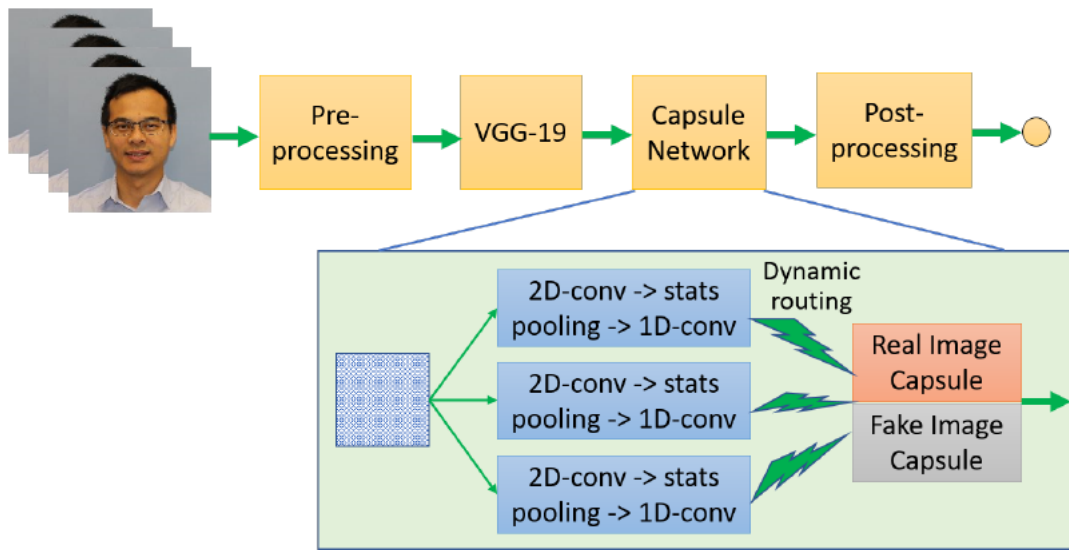 Pre-
processing
VGG-19
Capsule
Network
Post-
processing
2D-conv -> stats
pooling -> 1D-conv
2D-conv -> stats
pooling -> 1D-conv
2D-conv -> stats
pooling -> 1D-conv
Dynamic
routing
Real Image
Capsule
Fake Image
Capsule